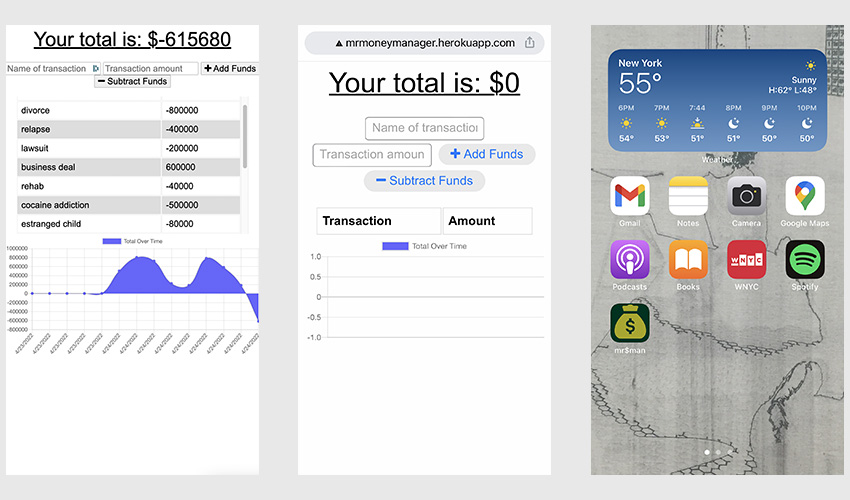 Your total is: $-615680
Name of transaction Transaction amount + Add Funds
− Subtract Funds
divorce -800000
relapse -400000
lawsuit -200000
business deal 600000
rehab -40000
cocaine addiction -500000
estranged child -80000
Total Over Time
1000000
800000
600000
400000
200000
0
-200000
-400000
-600000
-800000
4/23/2022 4/23/2022 4/23/2022 4/23/2022 4/23/2022 4/24/2022 4/24/2022 4/24/2022 4/24/2022 4/24/2022 4/24/2022 4/24/2022 4/24/2022 4/24/2022
mrmoneymanager.herokuapp.com
Your total is: $0
Name of transaction
Transaction amoun + Add Funds
− Subtract Funds
Transaction Amount
Total Over Time
1.0
0.5
0
-0.5
-1.0
New York
55°
Sunny
H:62° L:48°
6PM 7PM 7:44 8PM 9PM 10PM
54° 53° 51° 51° 50° 50°
Weather
Gmail Notes Camera Google Maps
WNYC
Podcasts Books WNYC Spotify
$
mr$man